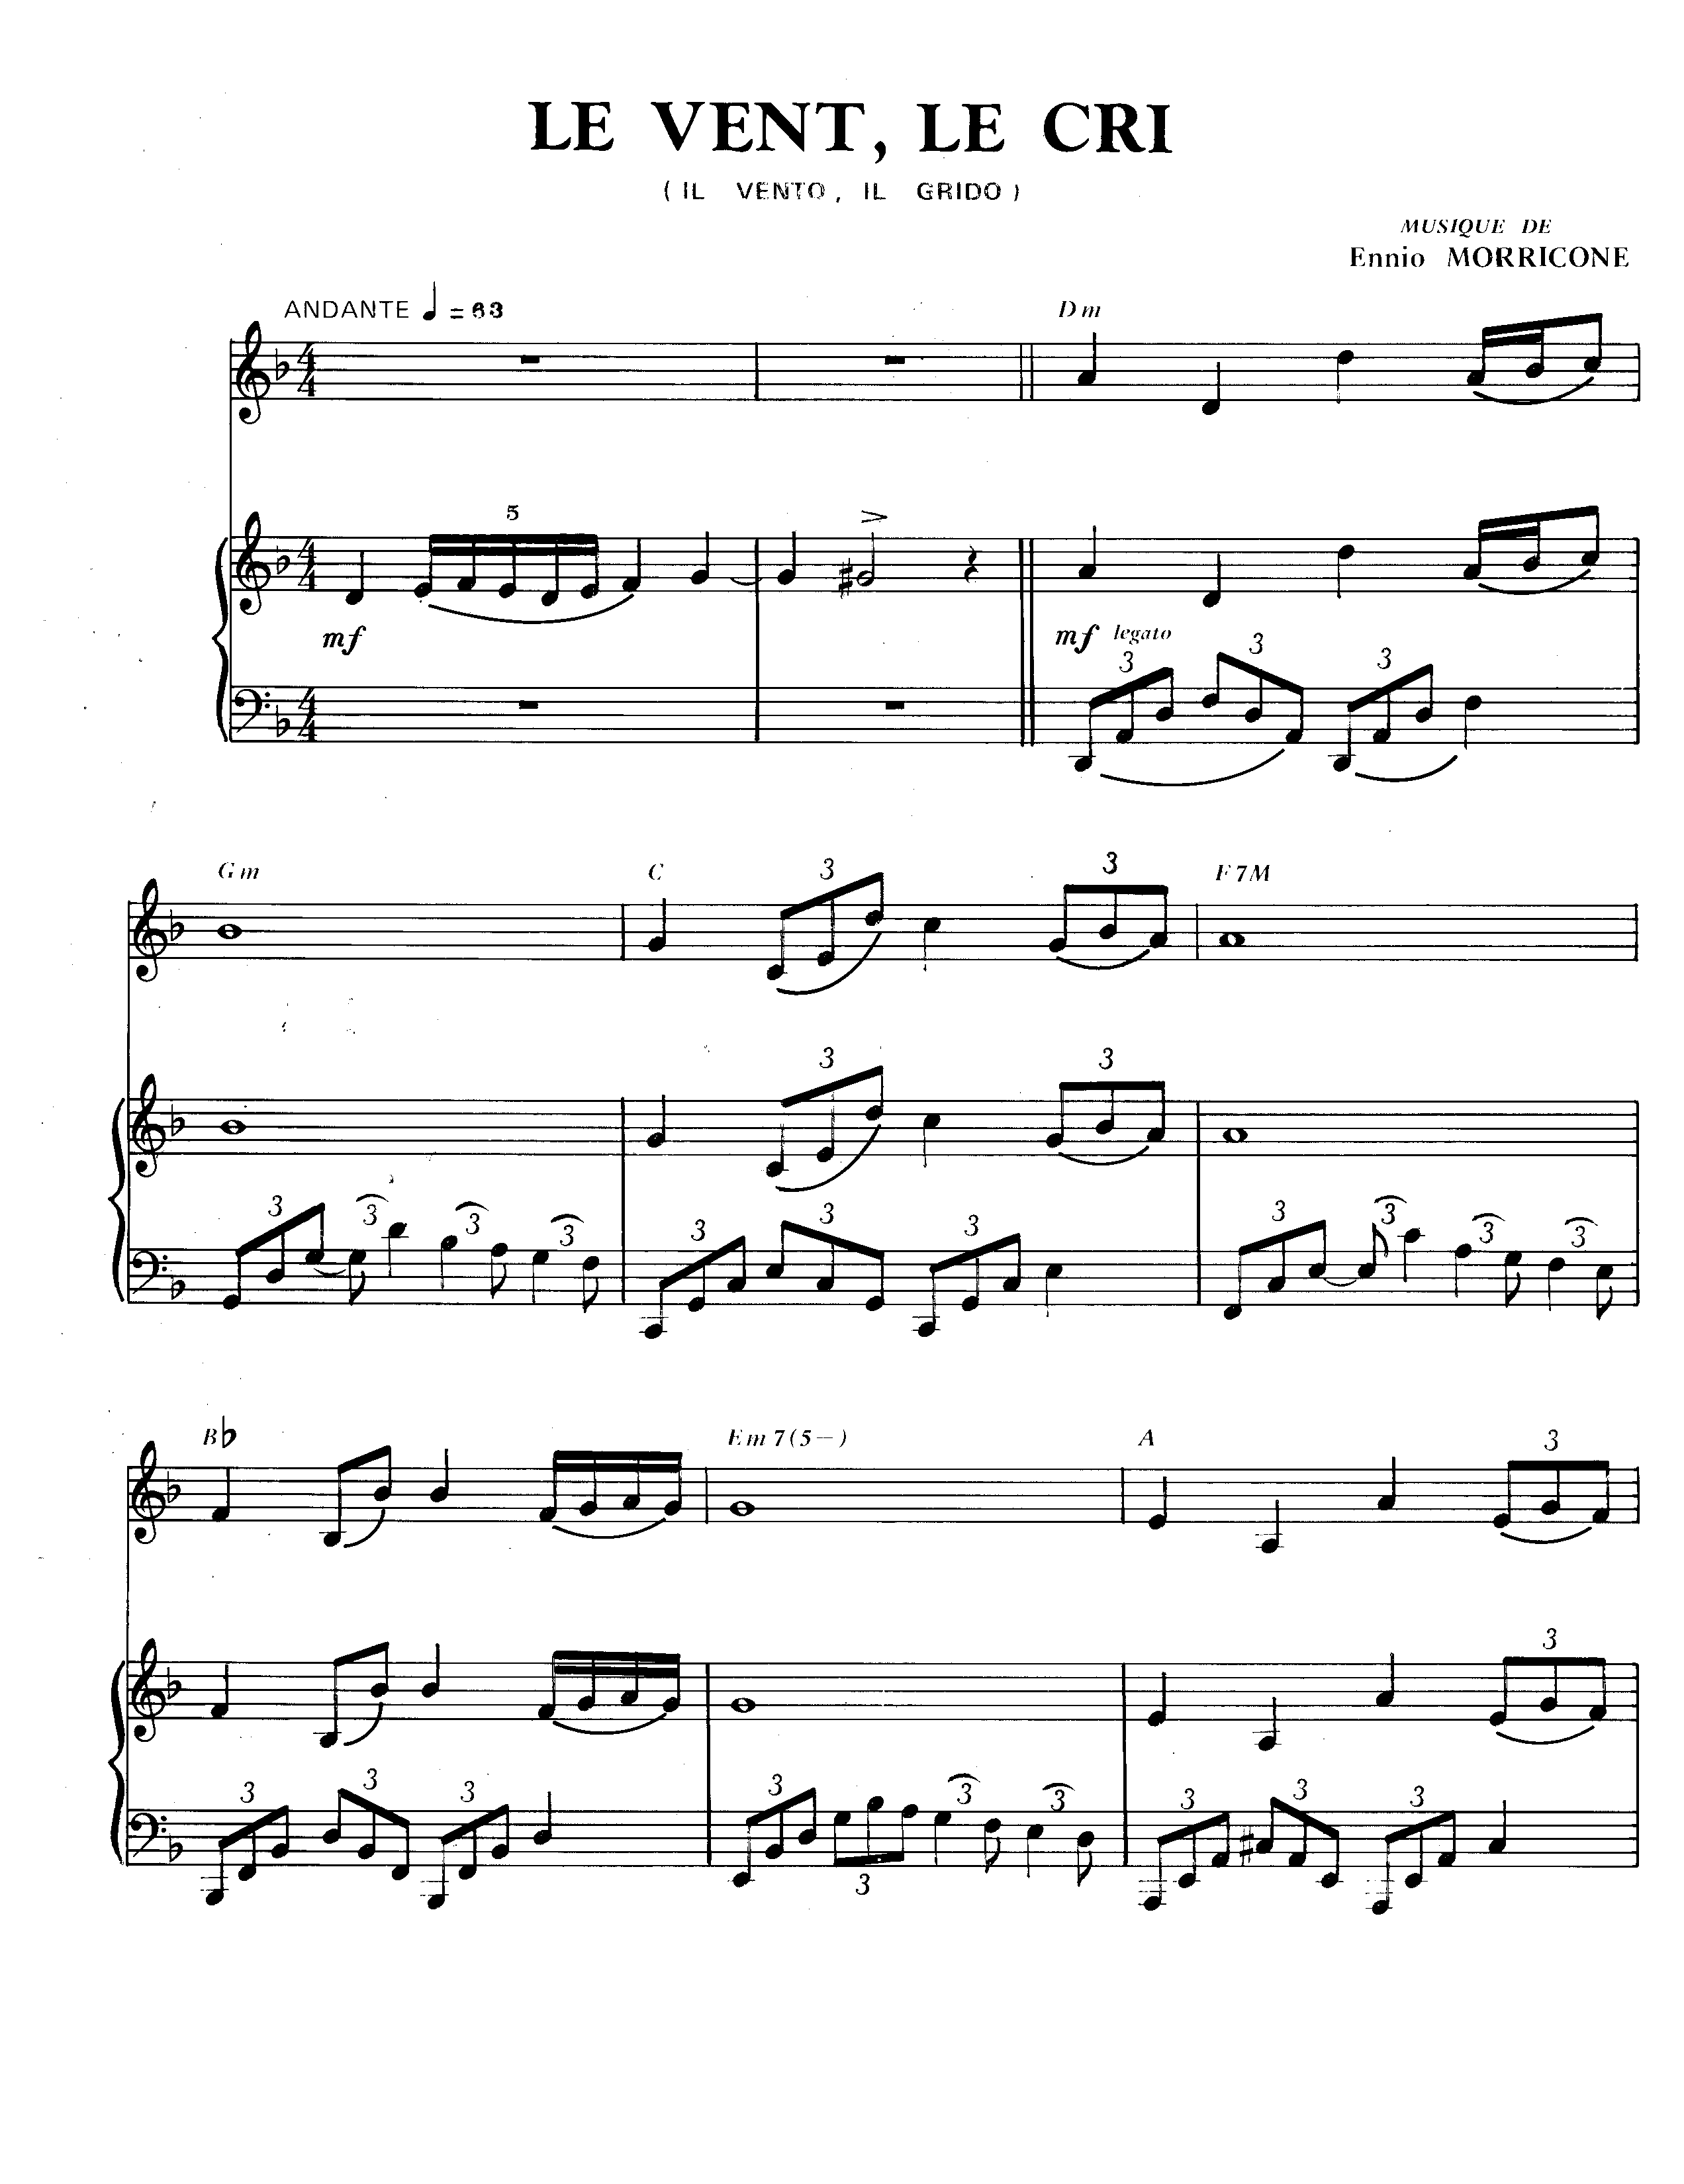 LE VENT, LE CRI
(IL VENTO, IL GRIDO)
MUSIQUE DE
Ennio MORRICONE
ANDANTE ♩ = 63
Dm
5
mf
mf legato
3 3 3
Gm C F7M
3 3
3 3
3 3 3 3 3 3 3 3 3 3 3
B♭ Em7(5−) A
3
3
3 3 3 3 3 3 3 3 3 3